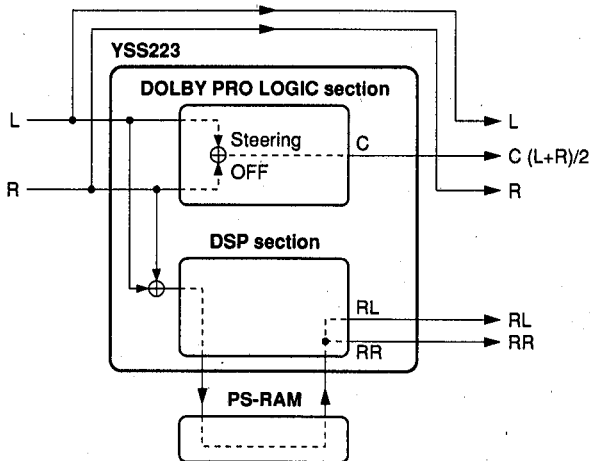 YSS223
DOLBY PRO LOGIC section
L
L
Steering
C
C (L+R)/2
OFF
R
R
DSP section
RL
RL
RR
RR
PS-RAM